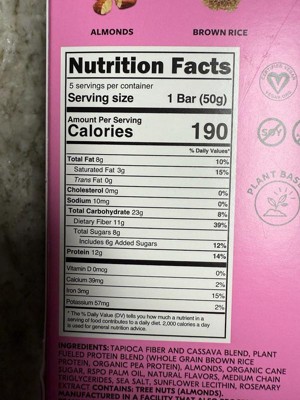 ALMONDS
BROWN RICE
Nutrition Facts
5 servings per container
Serving size 1 Bar (50g)
Amount Per Serving
Calories 190
% Daily Values*
Total Fat 8g 10%
Saturated Fat 3g 15%
Trans Fat 0g
Cholesterol 0mg 0%
Sodium 10mg 0%
Total Carbohydrate 23g 8%
Dietary Fiber 11g 39%
Total Sugars 8g
Includes 6g Added Sugars 12%
Protein 12g 14%
Vitamin D 0mcg 0%
Calcium 39mg 2%
Iron 3mg 15%
Potassium 57mg 2%
* The % Daily Value (DV) tells you how much a nutrient in a
serving of food contributes to a daily diet. 2,000 calories a day
is used for general nutrition advice.
SOY
PLANT BAS
INGREDIENTS: TAPIOCA FIBER AND CASSAVA BLEND, PLANT
FUELED PROTEIN BLEND (WHOLE GRAIN BROWN RICE
PROTEIN, ORGANIC PEA PROTEIN), ALMONDS, ORGANIC CANE
SUGAR, RSPO PALM OIL, NATURAL FLAVORS, MEDIUM CHAIN
TRIGLYCERIDES, SEA SALT, SUNFLOWER LECITHIN, ROSEMARY
EXTRACT CONTAINS: TREE NUTS (ALMONDS).
MANUFACTURED IN A FACILITY THAT ALSO